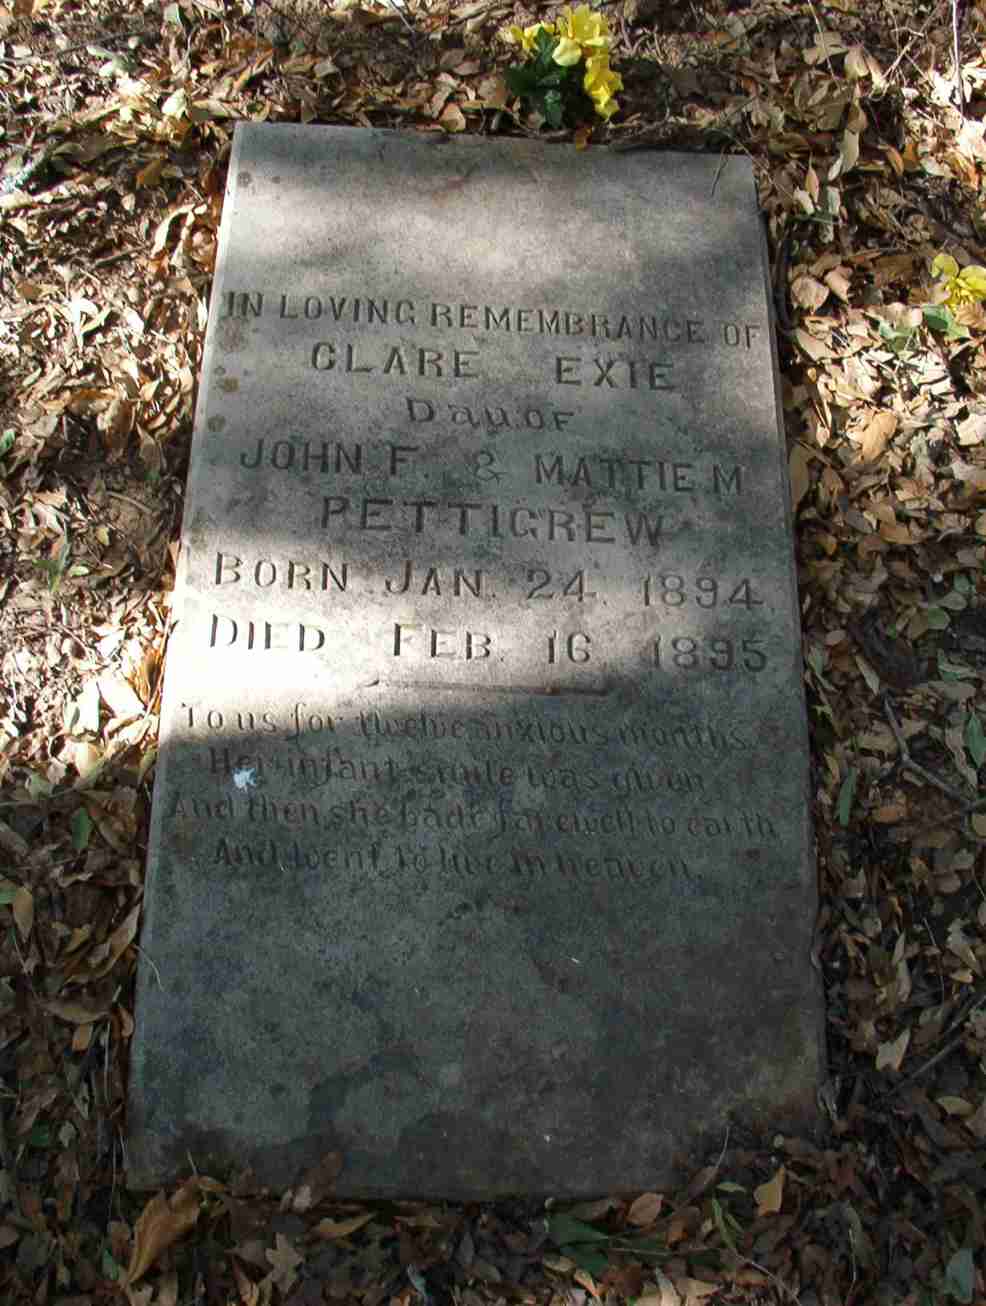 IN LOVING REMEMBRANCE OF
CLARE EXIE
Dau. OF
JOHN F. & MATTIE M
PETTIGREW
BORN JAN. 24. 1894.
DIED FEB. 16 1895
To us for twelve anxious months
Her infant smile was given
And then she bade farewell to earth
And went to live in heaven.